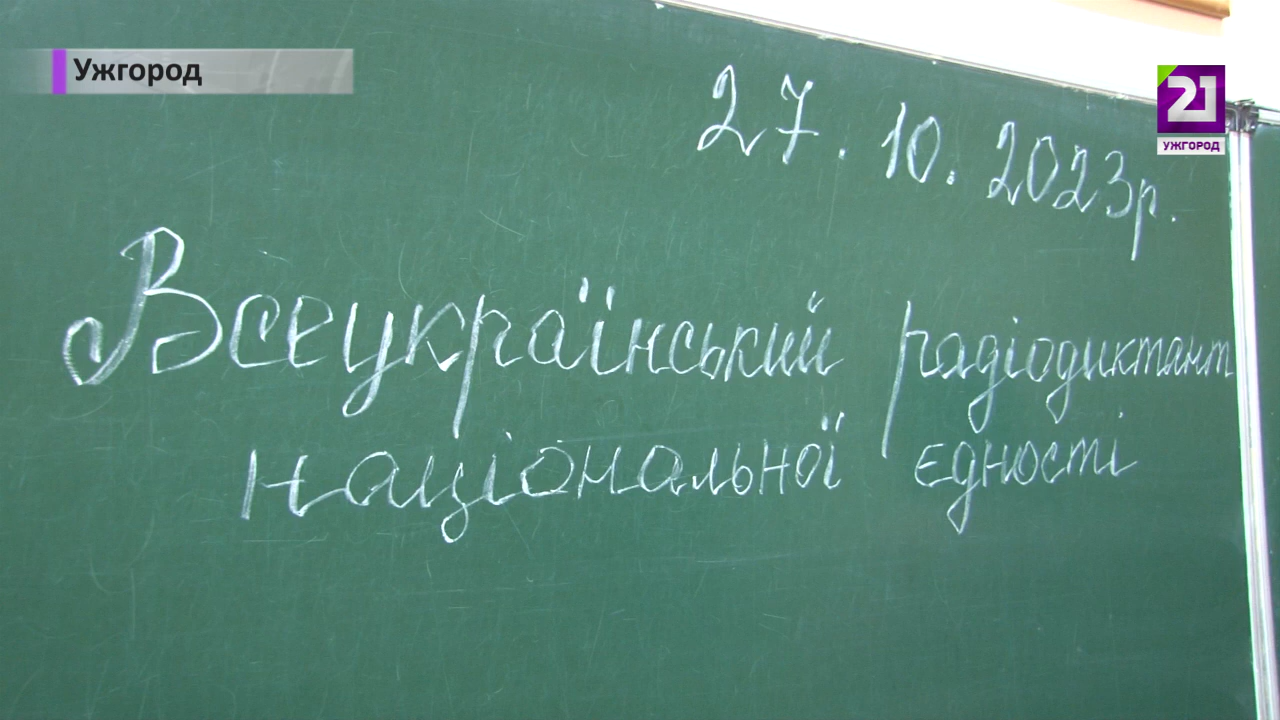 Ужгород
21
УЖГОРОД
27.10.2023р.
Всеукраїнський радіодиктант
національної єдності